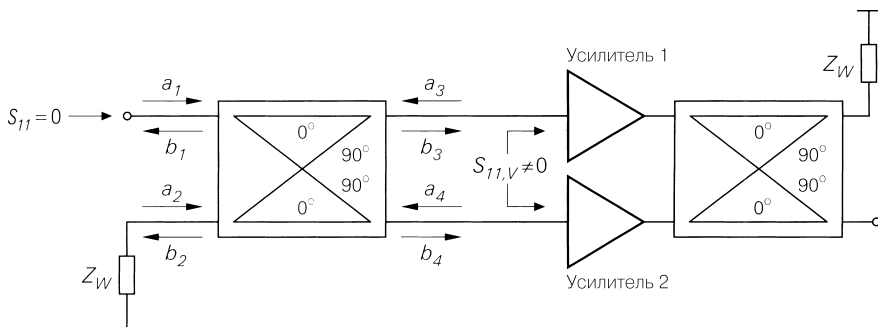 Усилитель 1
Z_W
a_1
a_3
S_11 = 0
0°
90°
b_1
b_3
S_11,V ≠ 0
90°
0°
a_2
a_4
b_2
b_4
Z_W
0°
90°
90°
0°
Усилитель 2